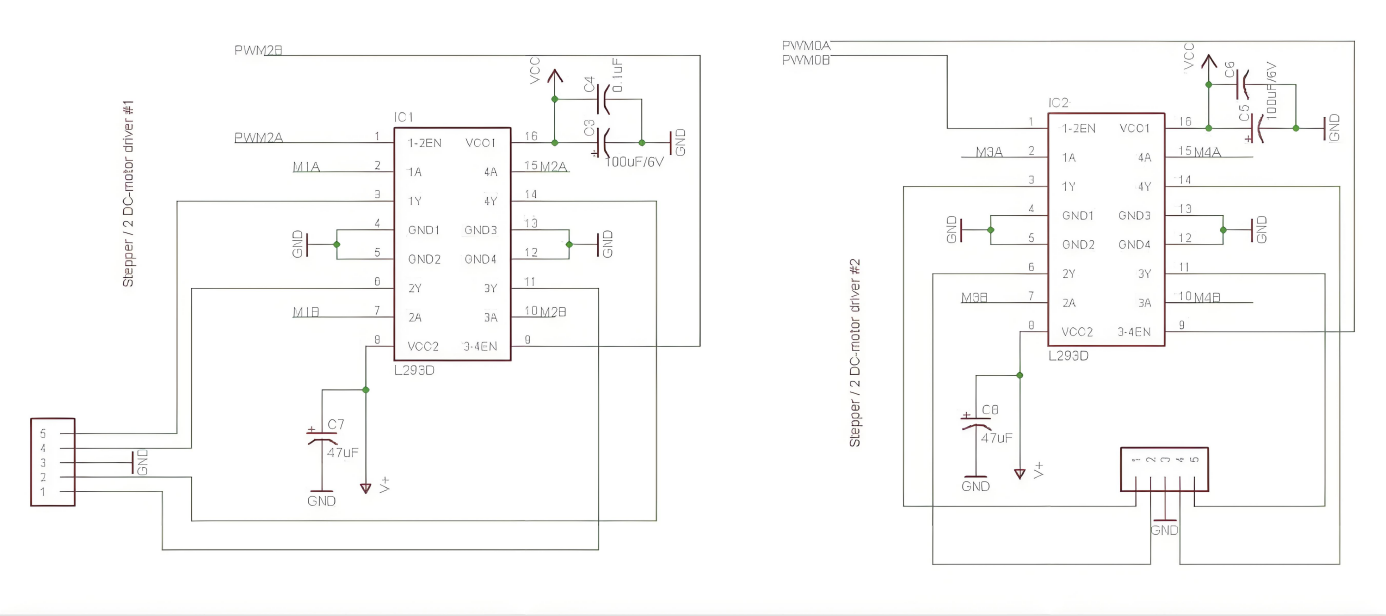 PWM2B
Stepper / 2 DC-motor driver #1
VCC
C4
0.1uF
IC1
PWM2A
1
1-2EN
VCC1
16
C3
+
100uF/6V
GND
M1A
2
1A
4A
15
M2A
3
1Y
4Y
14
4
GND1
GND3
13
GND
GND
5
GND2
GND4
12
6
2Y
3Y
11
M1B
7
2A
3A
10
M2B
8
VCC2
3-4EN
9
L293D
+
C7
47uF
GND
V+
5
4
3
2
1
GND
PWM0A
PWM0B
Stepper / 2 DC-motor driver #2
VCC
C6
IC2
1
1-2EN
VCC1
16
C5
+
100uF/6V
GND
M3A
2
1A
4A
15
M4A
3
1Y
4Y
14
4
GND1
GND3
13
GND
GND
5
GND2
GND4
12
6
2Y
3Y
11
M3B
7
2A
3A
10
M4B
8
VCC2
3-4EN
9
L293D
+
C8
47uF
GND
V+
1
2
3
4
5
GND